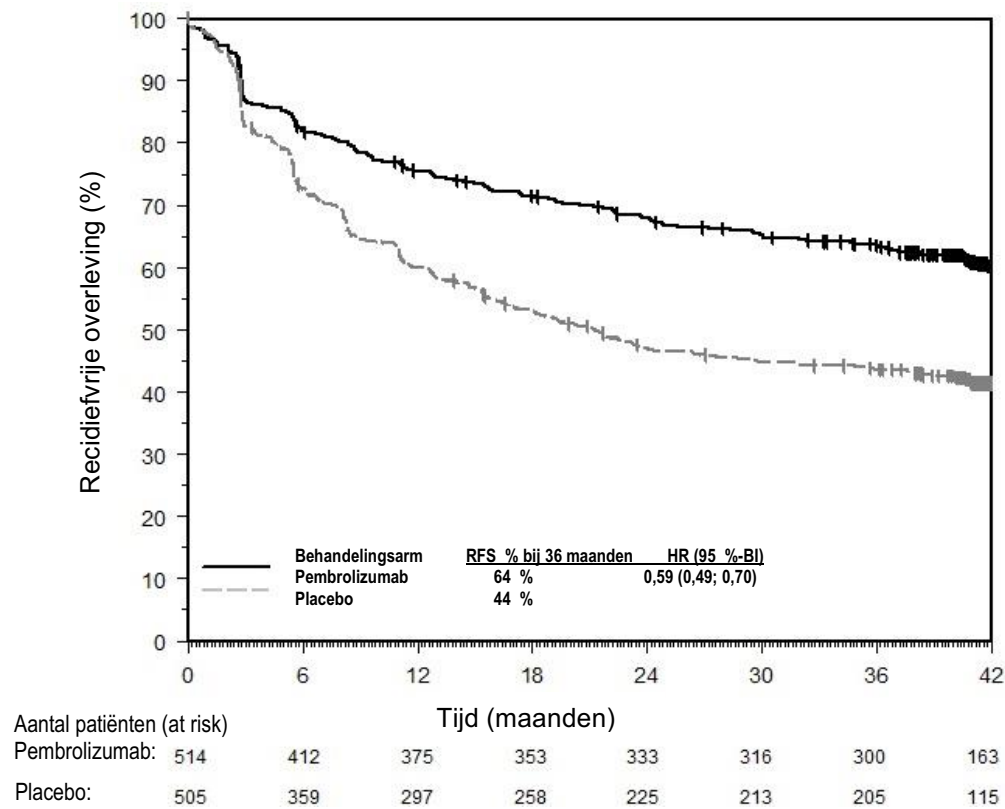 Recidiefvrije overleving (%)
100
90
80
70
60
50
40
30
20
10
0
Behandelingsarm RFS % bij 36 maanden HR (95 %-BI)
Pembrolizumab 64 % 0,59 (0,49; 0,70)
Placebo 44 %
0 6 12 18 24 30 36 42
Tijd (maanden)
Aantal patiënten (at risk)
Pembrolizumab: 514 412 375 353 333 316 300 163
Placebo: 505 359 297 258 225 213 205 115